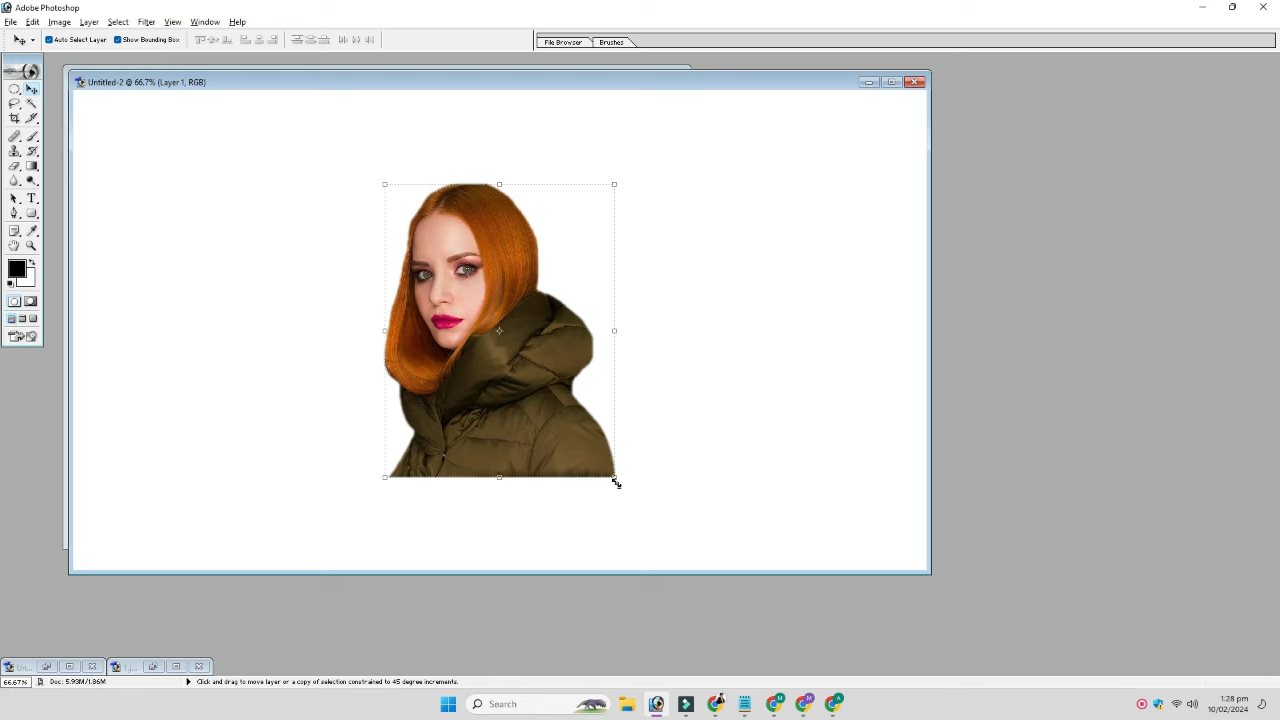 Adobe Photoshop
File Edit Image Layer Select Filter View Window Help
Auto Select Layer Show Bounding Box File Browser Brushes
Untitled-2 @ 66.7% (Layer 1, RGB)
T
Un...
66.67% Doc: 5.93M/1.86M Click and drag to move layer or a copy of selection constrained to 45 degree increments.
Search
M M A
1:28 pm
10/02/2024